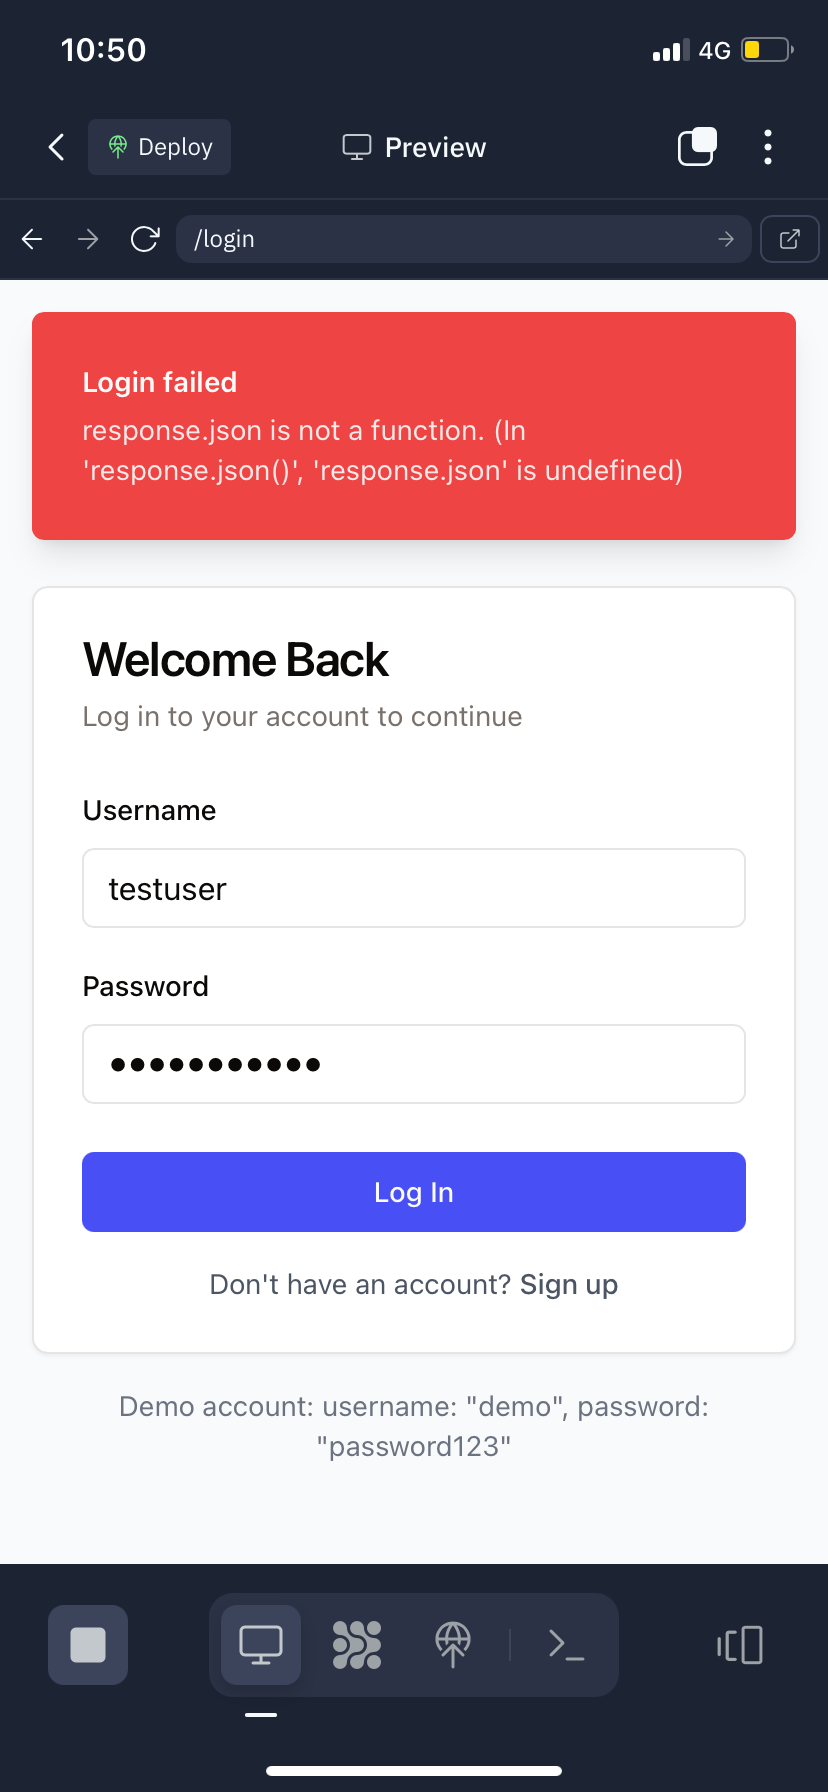 10:50
4G
Deploy
Preview
/login
Login failed
response.json is not a function. (In
'response.json()', 'response.json' is undefined)
Welcome Back
Log in to your account to continue
Username
testuser
Password
Log In
Don't have an account? Sign up
Demo account: username: "demo", password:
"password123"